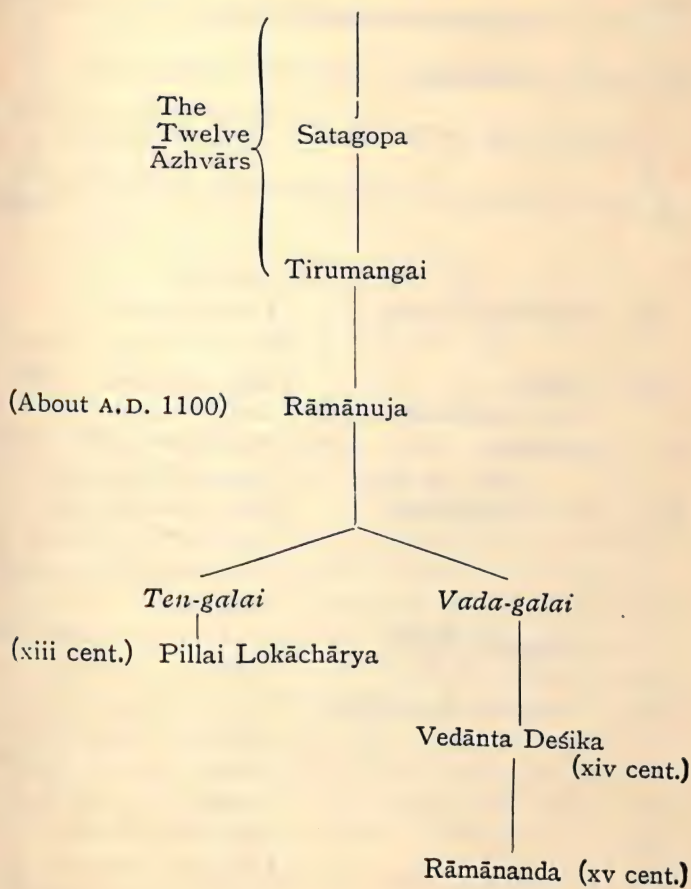 The
Twelve
Āzhvārs
Satagopa
Tirumangai
(About A.D. 1100) Rāmānuja
Ten-galai Vada-galai
(xiii cent.) Pillai Lokāchārya
Vedānta Deśika
(xiv cent.)
Rāmānanda (xv cent.)